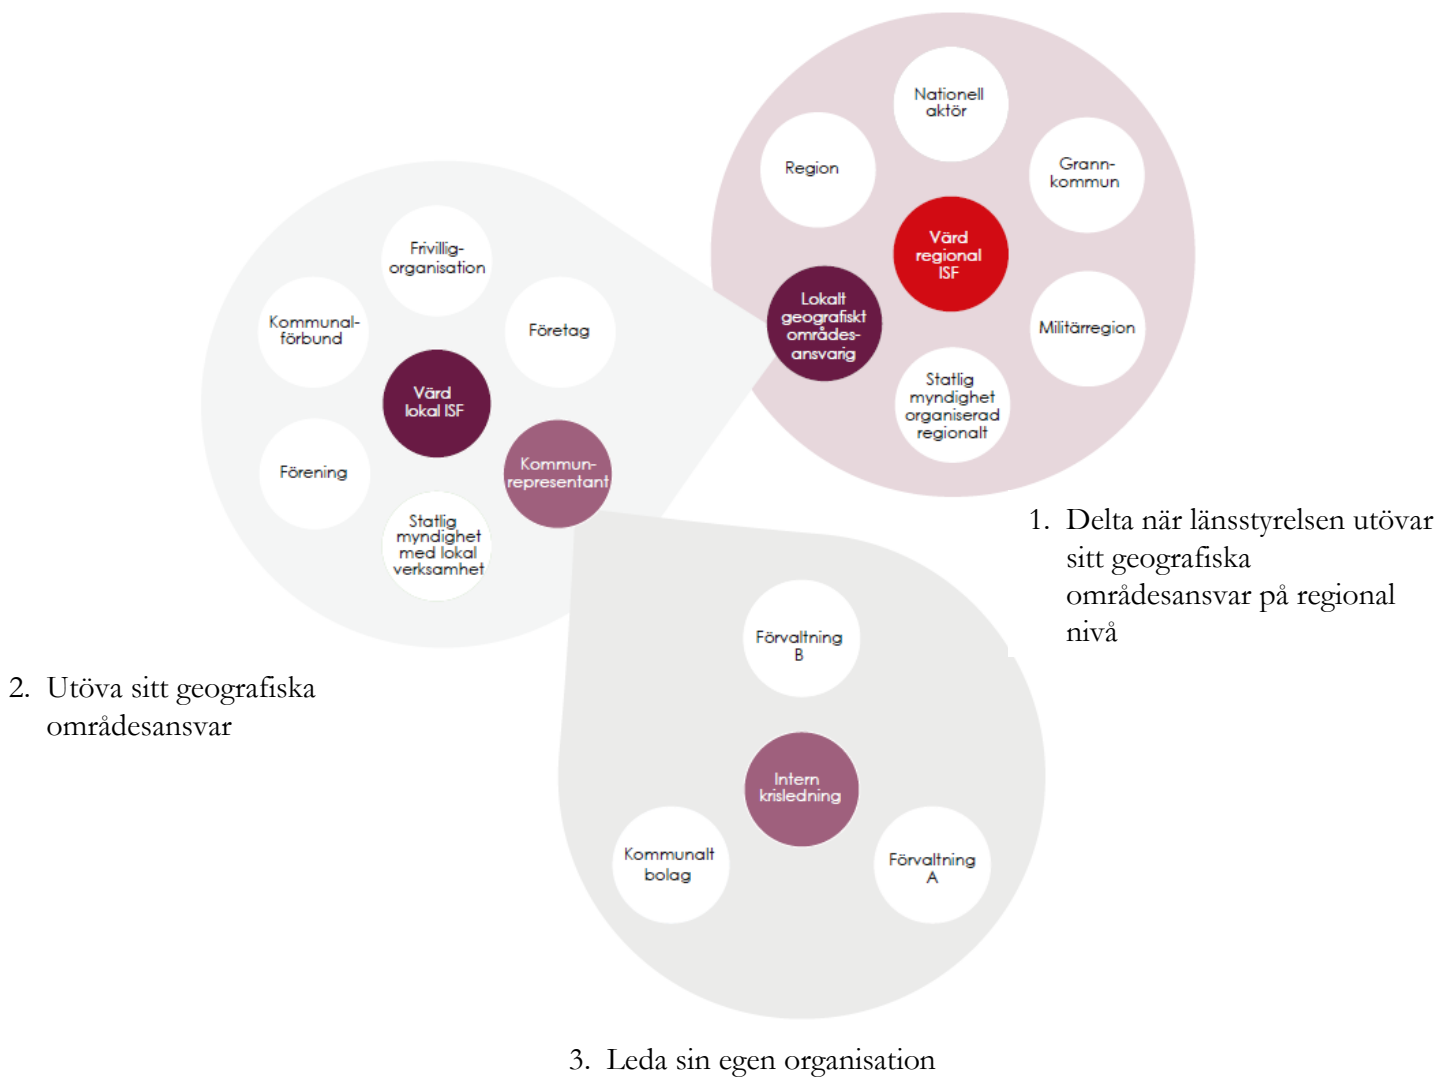 Nationell
aktör
Region
Grann-
kommun
Värd
regional
ISF
Lokalt
geografiskt
områdes-
ansvarig
Militärregion
Statlig
myndighet
organiserad
regionalt
1. Delta när länsstyrelsen utövar
sitt geografiska
områdesansvar på regional
nivå
Frivillig-
organisation
Kommunal-
förbund
Företag
Värd
lokal ISF
Förening
Kommun-
representant
Statlig
myndighet
med lokal
verksamhet
2. Utöva sitt geografiska
områdesansvar
Förvaltning
B
Intern
krisledning
Kommunalt
bolag
Förvaltning
A
3. Leda sin egen organisation